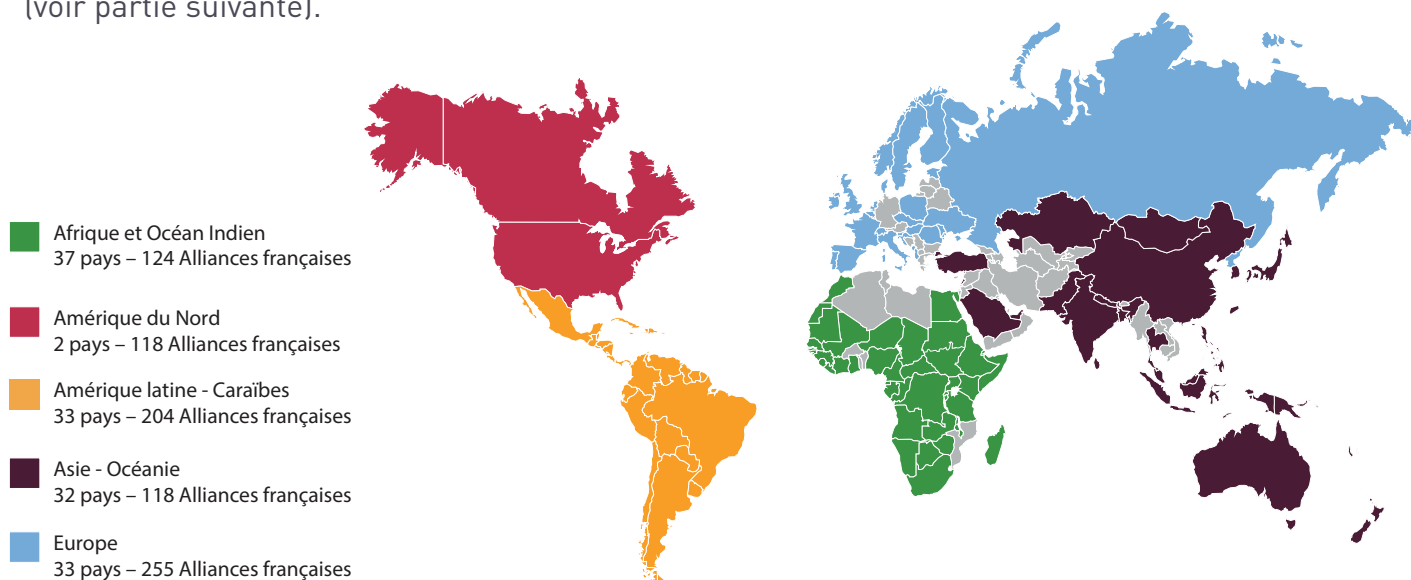 (voir partie suivante).
Afrique et Océan Indien
37 pays – 124 Alliances françaises
Amérique du Nord
2 pays – 118 Alliances françaises
Amérique latine - Caraïbes
33 pays – 204 Alliances françaises
Asie - Océanie
32 pays – 118 Alliances françaises
Europe
33 pays – 255 Alliances françaises